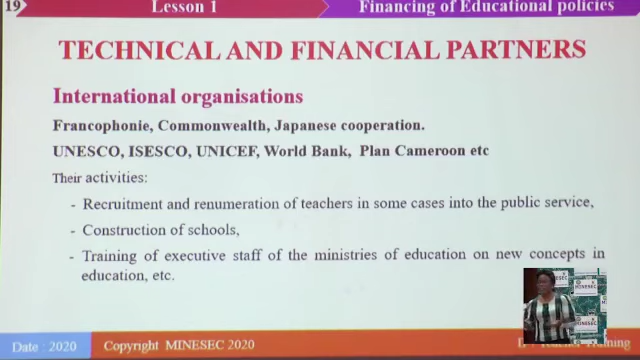 19
Lesson 1
Financing of Educational policies
TECHNICAL AND FINANCIAL PARTNERS
International organisations
Francophonie, Commonwealth, Japanese cooperation.
UNESCO, ISESCO, UNICEF, World Bank, Plan Cameroon etc
Their activities:
- Recruitment and renumeration of teachers in some cases into the public service,
- Construction of schools,
- Training of executive staff of the ministries of education on new concepts in
education, etc.
MINESEC
MINESEC
Date : 2020
Copyright MINESEC 2020
Training